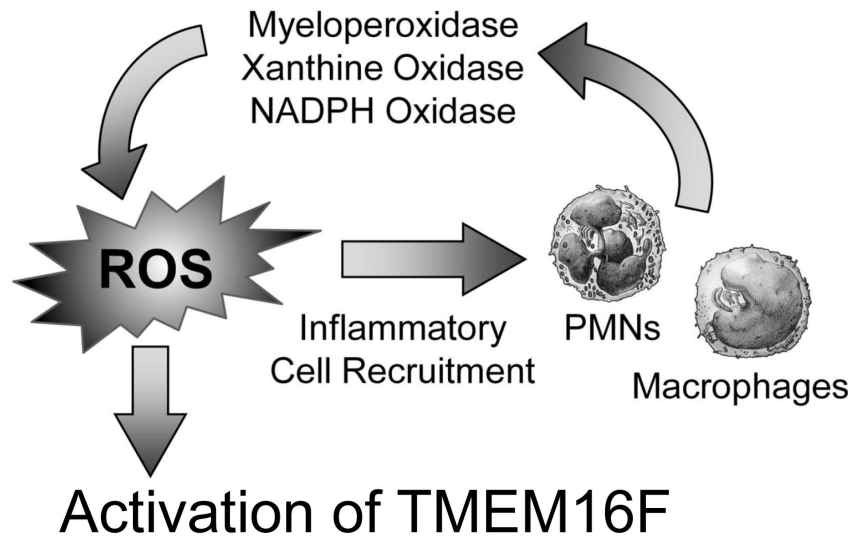 Myeloperoxidase
Xanthine Oxidase
NADPH Oxidase
ROS
Inflammatory
Cell Recruitment
PMNs
Macrophages
Activation of TMEM16F